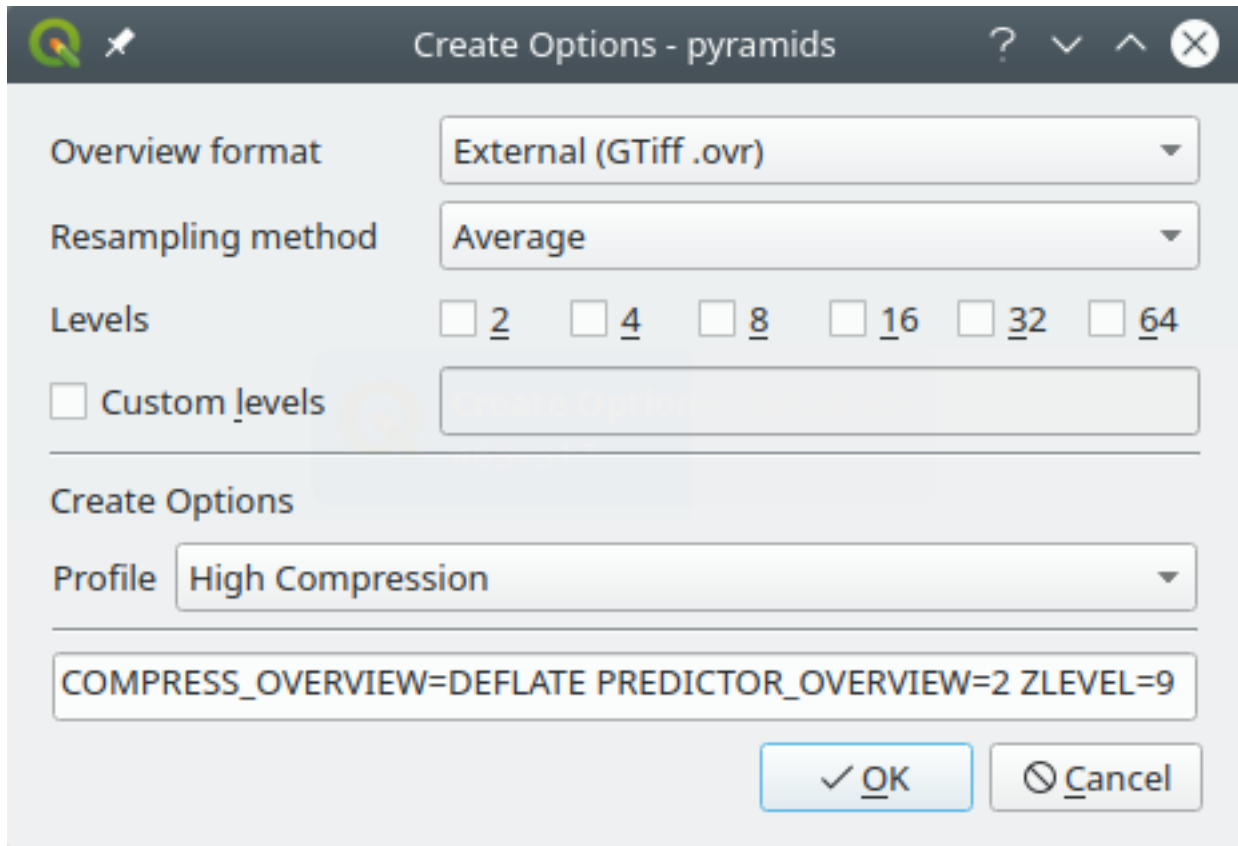 Create Options - pyramids
Overview format External (GTiff .ovr)
Resampling method Average
Levels 2 4 8 16 32 64
Custom levels
Create Options
Profile High Compression
COMPRESS_OVERVIEW=DEFLATE PREDICTOR_OVERVIEW=2 ZLEVEL=9
OK Cancel